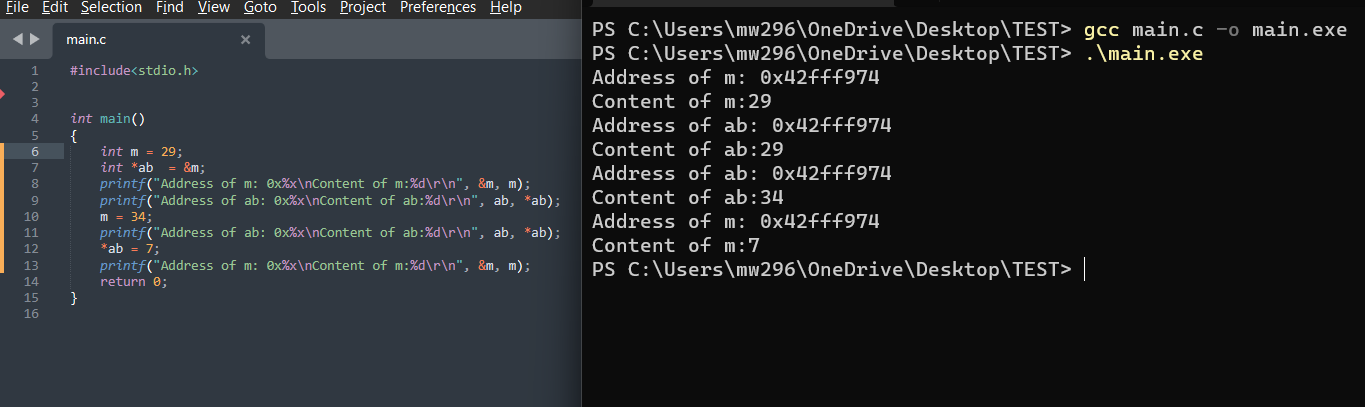 File Edit Selection Find View Goto Tools Project Preferences Help
main.c
1 #include<stdio.h>
2
3
4 int main()
5 {
6 int m = 29;
7 int *ab  = &m;
8 printf("Address of m: 0x%x\nContent of m:%d\r\n", &m, m);
9 printf("Address of ab: 0x%x\nContent of ab:%d\r\n", ab, *ab);
10 m = 34;
11 printf("Address of ab: 0x%x\nContent of ab:%d\r\n", ab, *ab);
12 *ab = 7;
13 printf("Address of m: 0x%x\nContent of m:%d\r\n", &m, m);
14 return 0;
15 }
16
PS C:\Users\mw296\OneDrive\Desktop\TEST> gcc main.c -o main.exe
PS C:\Users\mw296\OneDrive\Desktop\TEST> .\main.exe
Address of m: 0x42fff974
Content of m:29
Address of ab: 0x42fff974
Content of ab:29
Address of ab: 0x42fff974
Content of ab:34
Address of m: 0x42fff974
Content of m:7
PS C:\Users\mw296\OneDrive\Desktop\TEST>